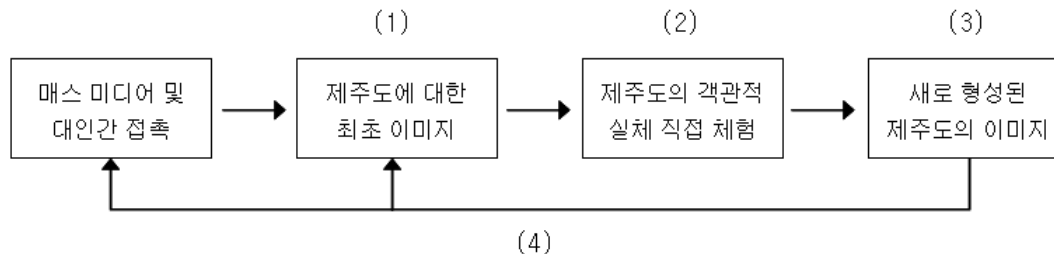 (1) (2) (3)
매스 미디어 및
대인간 접촉
제주도에 대한
최초 이미지
제주도의 객관적
실체 직접 체험
새로 형성된
제주도의 이미지
(4)